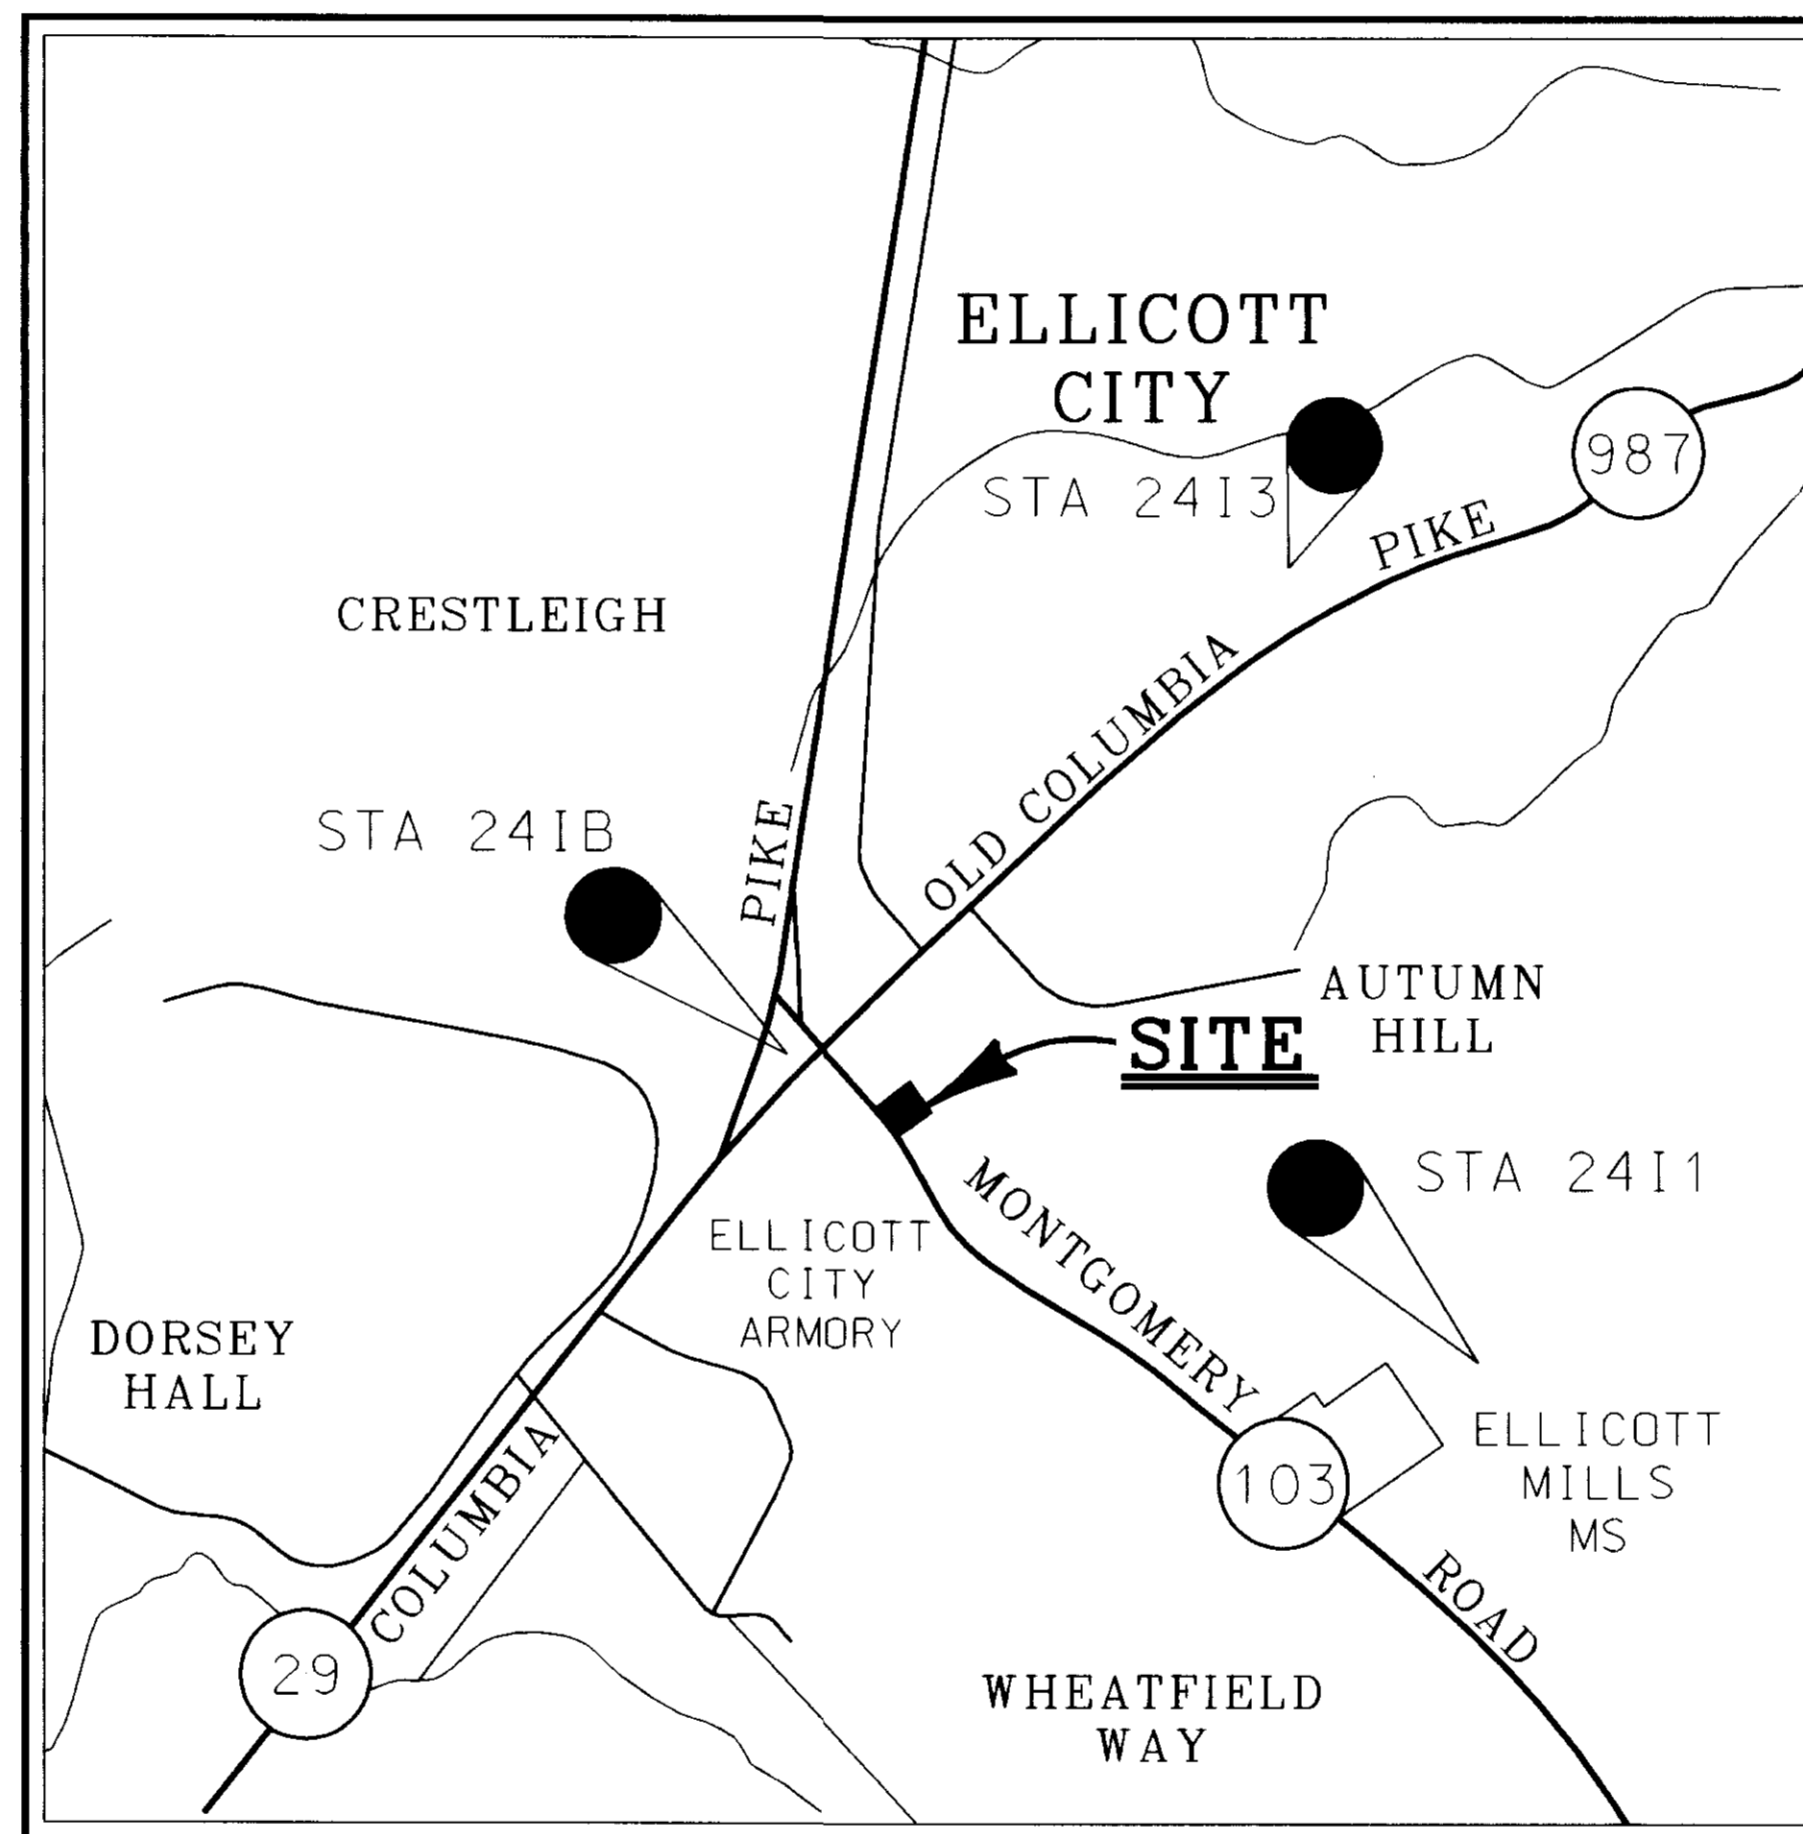 ELLICOTT
CITY
987
STA 24I3
PIKE
CRESTLEIGH
OLD COLUMBIA
STA 24IB
PIKE
AUTUMN
HILL
SITE
STA 24I1
MONTGOMERY
ELLICOTT
CITY
ARMORY
DORSEY
HALL
COLUMBIA
103
ELLICOTT
MILLS
MS
ROAD
29
WHEATFIELD
WAY